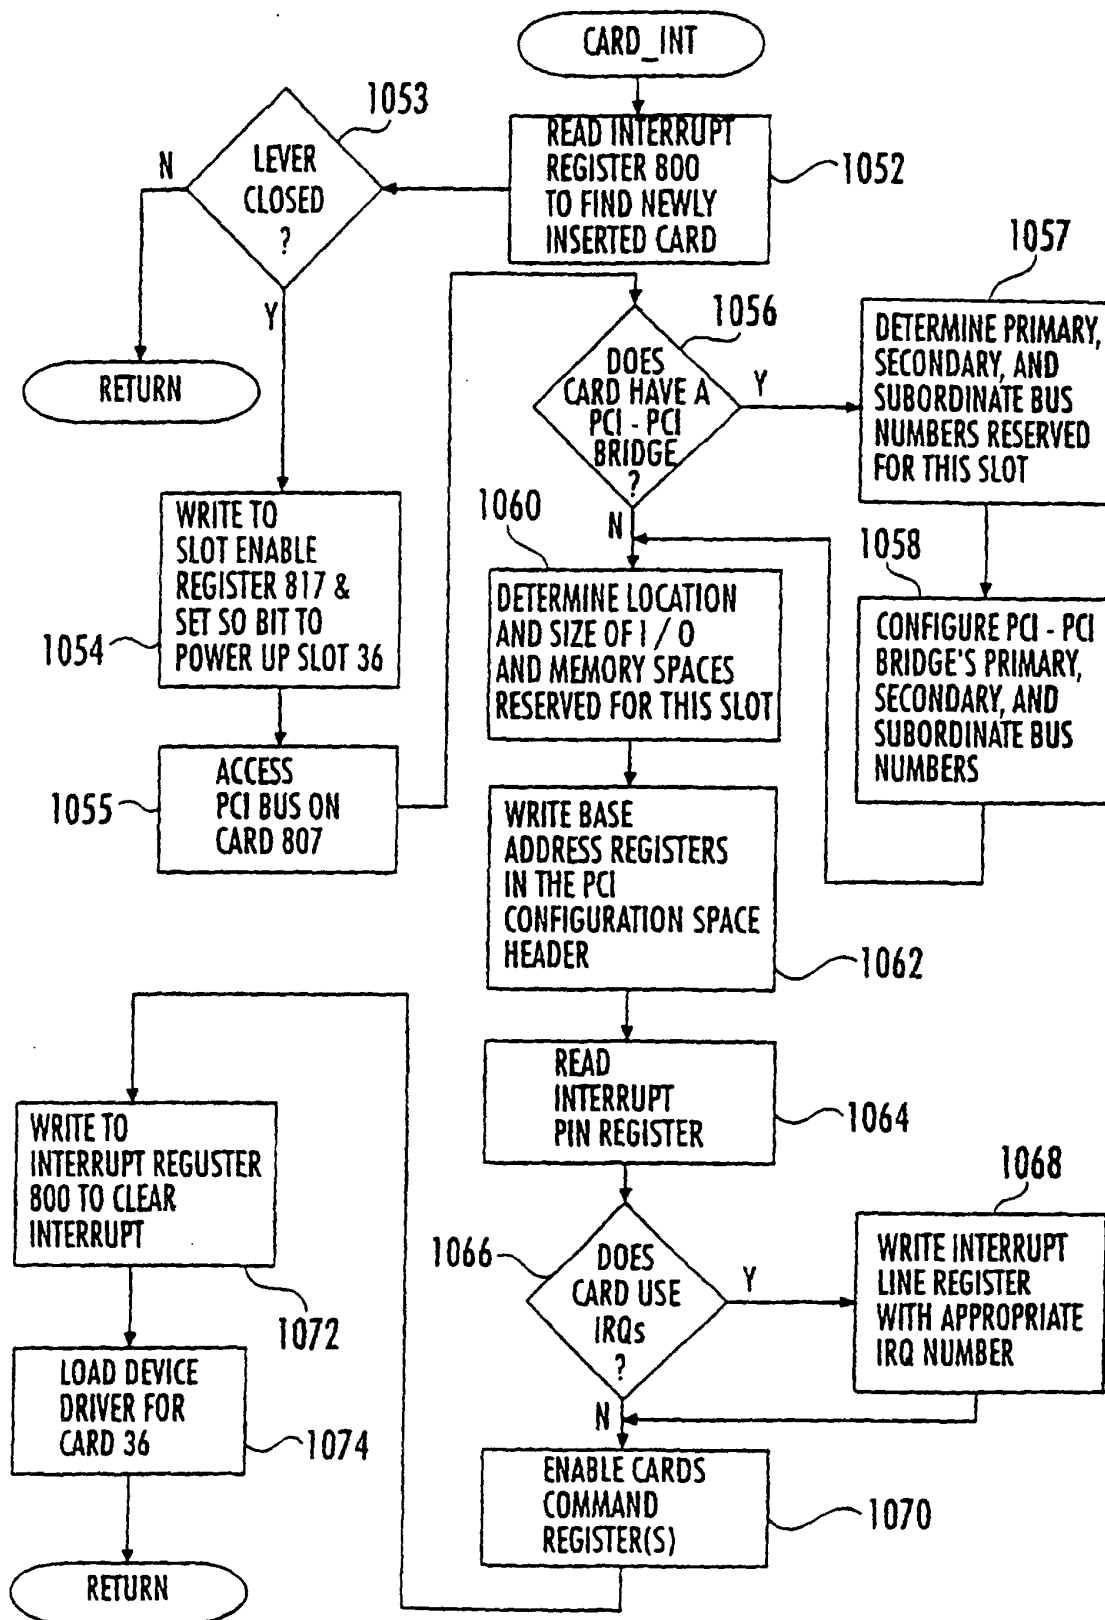 CARD_INT
1053
LEVER
CLOSED
?
N
Y
READ INTERRUPT
REGISTER 800
TO FIND NEWLY
INSERTED CARD
1052
RETURN
1056
DOES
CARD HAVE A
PCI - PCI
BRIDGE
?
Y
N
1057
DETERMINE PRIMARY,
SECONDARY, AND
SUBORDINATE BUS
NUMBERS RESERVED
FOR THIS SLOT
WRITE TO
SLOT ENABLE
REGISTER 817 &
SET SO BIT TO
POWER UP SLOT 36
1054
1060
DETERMINE LOCATION
AND SIZE OF I / O
AND MEMORY SPACES
RESERVED FOR THIS SLOT
1058
CONFIGURE PCI - PCI
BRIDGE'S PRIMARY,
SECONDARY, AND
SUBORDINATE BUS
NUMBERS
ACCESS
PCI BUS ON
CARD 807
1055
WRITE BASE
ADDRESS REGISTERS
IN THE PCI
CONFIGURATION SPACE
HEADER
1062
READ
INTERRUPT
PIN REGISTER
1064
WRITE TO
INTERRUPT REGUSTER
800 TO CLEAR
INTERRUPT
1072
1066
DOES
CARD USE
IRQs
?
Y
N
1068
WRITE INTERRUPT
LINE REGISTER
WITH APPROPRIATE
IRQ NUMBER
LOAD DEVICE
DRIVER FOR
CARD 36
1074
ENABLE CARDS
COMMAND
REGISTER(S)
1070
RETURN